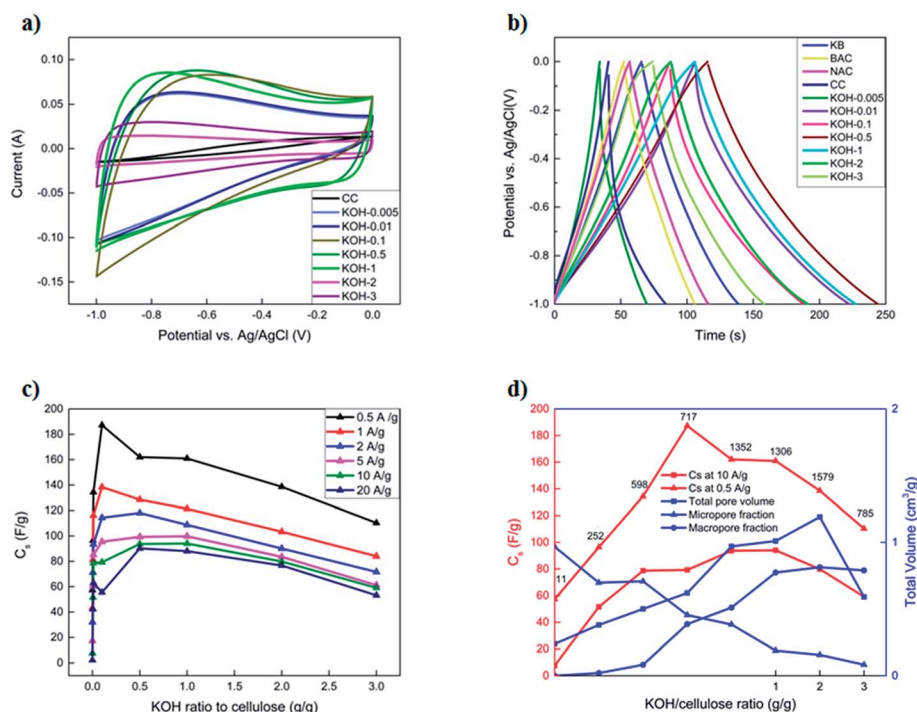 a)
0.10
0.05
0.00
-0.05
-0.10
-0.15
Current (A)
CC
KOH-0.005
KOH-0.01
KOH-0.1
KOH-0.5
KOH-1
KOH-2
KOH-3
-1.0 -0.8 -0.6 -0.4 -0.2 0.0
Potential vs. Ag/AgCl (V)
b)
0.0
-0.2
-0.4
-0.6
-0.8
-1.0
Potential vs. Ag/AgCl(V)
KB
BAC
NAC
CC
KOH-0.005
KOH-0.01
KOH-0.1
KOH-0.5
KOH-1
KOH-2
KOH-3
0 50 100 150 200 250
Time (s)
c)
200
180
160
140
120
100
80
60
40
20
0
Cs (F/g)
0.5 A /g
1 A/g
2 A/g
5 A/g
10 A/g
20 A/g
0.0 0.5 1.0 1.5 2.0 2.5 3.0
KOH ratio to cellulose (g/g)
d)
200
180
160
140
120
100
80
60
40
20
0
Cs (F/g)
11
252
598
717
1352
1306
1579
785
Cs at 10 A/g
Cs at 0.5 A/g
Total pore volume
Micropore fraction
Macropore fraction
2
1
0
Total Volume (cm³/g)
1 2 3
KOH/cellulose ratio (g/g)